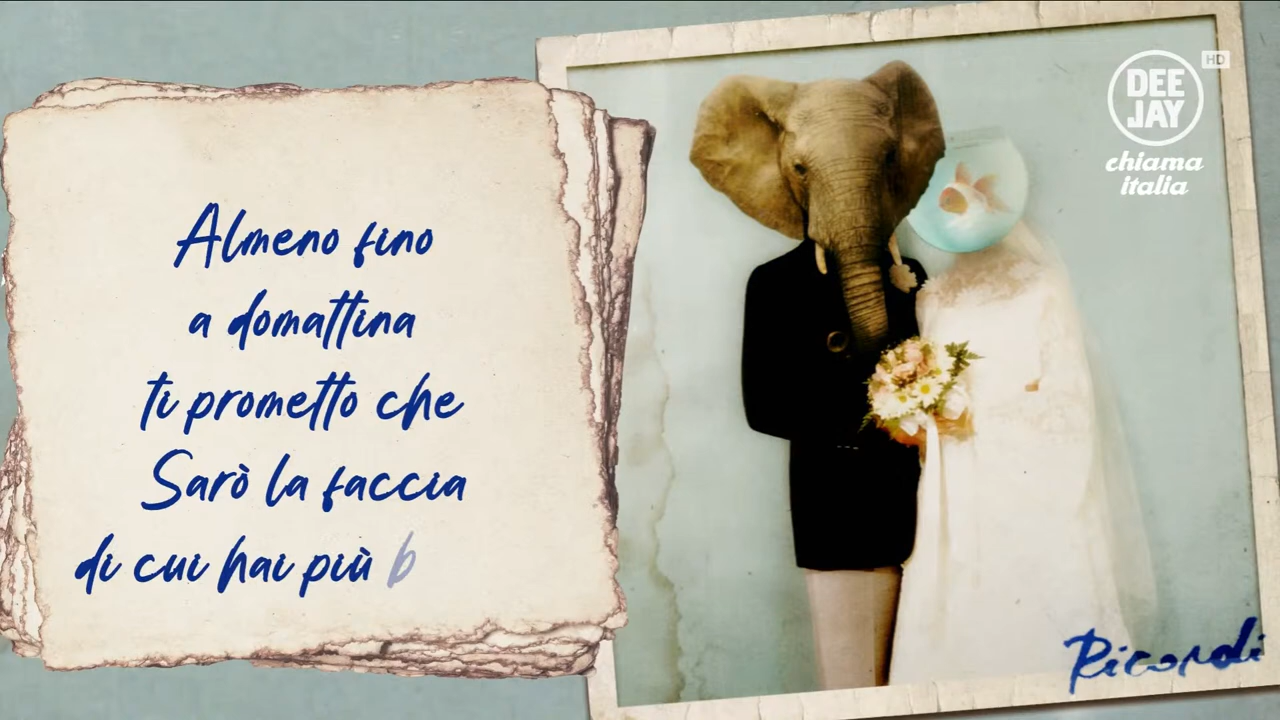 Almeno fino
a domattina
ti prometto che
Sarò la faccia
di cui hai più b
DEE
JAY
HD
chiama
italia
Ricordi